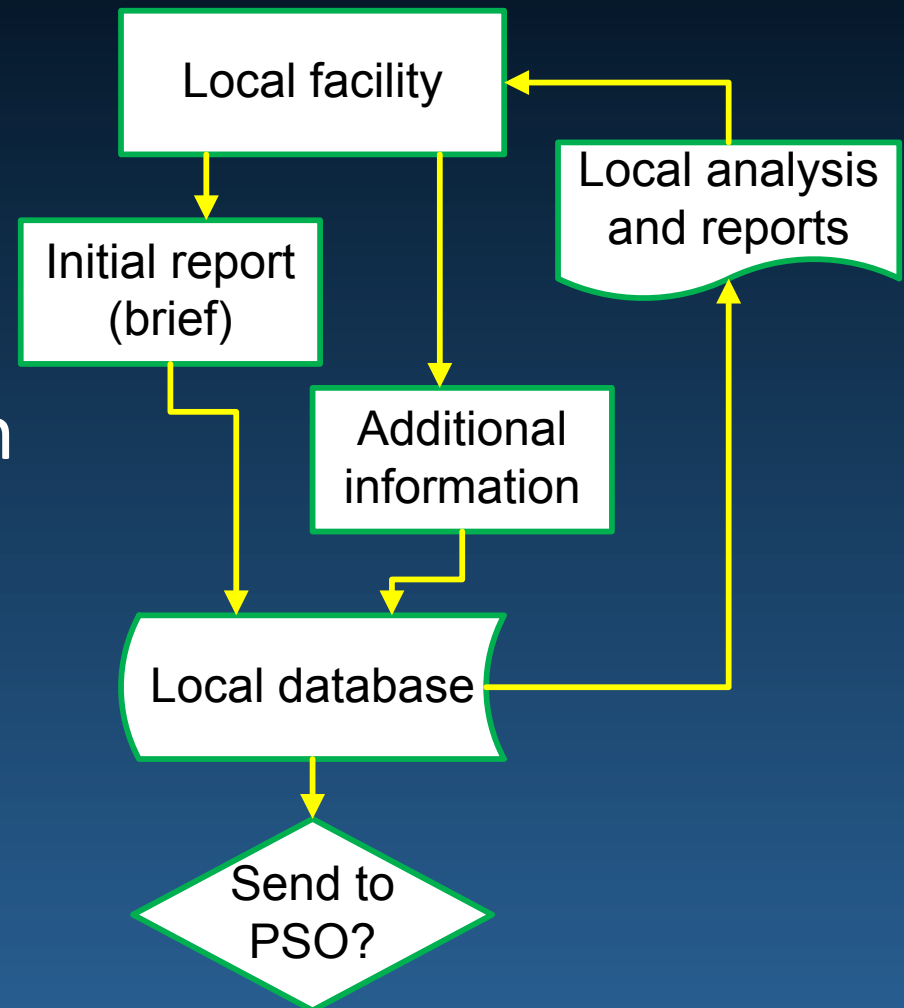 Local facility
Local analysis
and reports
Initial report
(brief)
Additional
information
Local database
Send to
PSO?